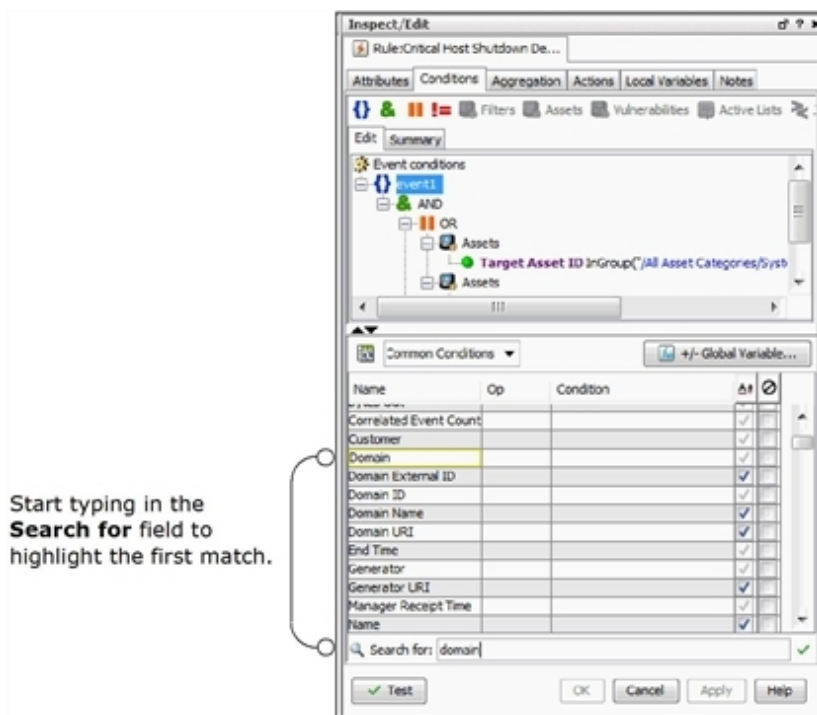 Inspect/Edit
Rule:Critical Host Shutdown De...
Attributes Conditions Aggregation Actions Local Variables Notes
Filters Assets Vulnerabilities Active Lists
Edit Summary
Event conditions
event1
AND
OR
Assets
Target Asset ID InGroup("/All Asset Categories/Syst
Assets
Common Conditions +/- Global Variable...
Name Op Condition
Correlated Event Count
Customer
Domain
Domain External ID
Domain ID
Domain Name
Domain URI
End Time
Generator
Generator URI
Manager Receipt Time
Name
Search for: domain
Test OK Cancel Apply Help
Start typing in the
Search for field to
highlight the first match.